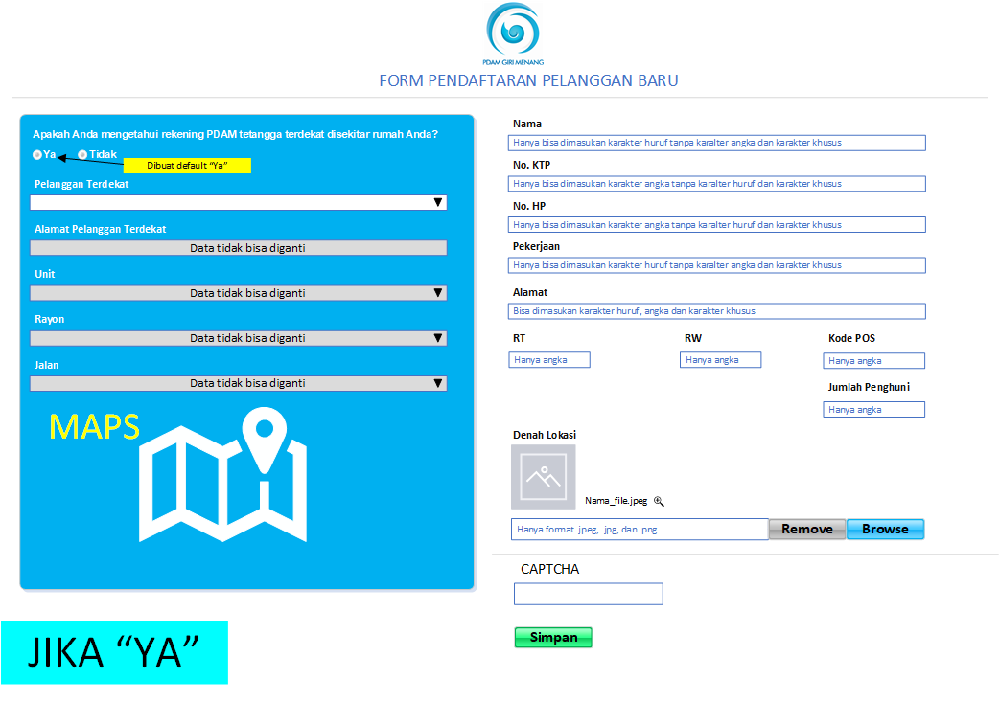 PDAM GIRI MENANG
FORM PENDAFTARAN PELANGGAN BARU
Apakah Anda mengetahui rekening PDAM tetangga terdekat disekitar rumah Anda?
Ya
Tidak
Dibuat default “Ya”
Pelanggan Terdekat
Alamat Pelanggan Terdekat
Data tidak bisa diganti
Unit
Data tidak bisa diganti
Rayon
Data tidak bisa diganti
Jalan
Data tidak bisa diganti
MAPS
JIKA “YA”
Nama
Hanya bisa dimasukan karakter huruf tanpa karakter angka dan karakter khusus
No. KTP
Hanya bisa dimasukan karakter angka tanpa karalter huruf dan karakter khusus
No. HP
Hanya bisa dimasukan karakter angka tanpa karalter huruf dan karakter khusus
Pekerjaan
Hanya bisa dimasukan karakter huruf tanpa karalter angka dan karakter khusus
Alamat
Bisa dimasukan karakter huruf, angka dan karakter khusus
RT
RW
Kode POS
Hanya angka
Hanya angka
Hanya angka
Jumlah Penghuni
Hanya angka
Denah Lokasi
Nama_file.jpeg
Hanya format .jpeg, .jpg, dan .png
Remove
Browse
CAPTCHA
Simpan